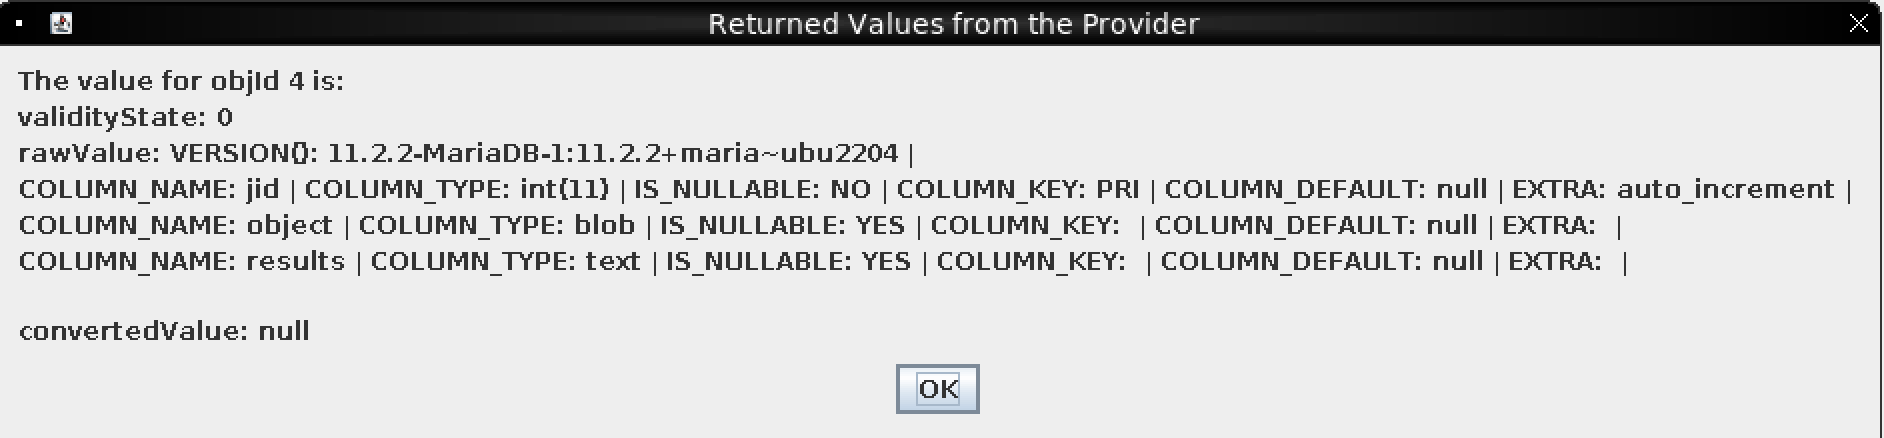 Returned Values from the Provider
The value for objId 4 is:
validityState: 0
rawValue: VERSION(): 11.2.2-MariaDB-1:11.2.2+maria~ubu2204 |
COLUMN_NAME: jid | COLUMN_TYPE: int(11) | IS_NULLABLE: NO | COLUMN_KEY: PRI | COLUMN_DEFAULT: null | EXTRA: auto_increment |
COLUMN_NAME: object | COLUMN_TYPE: blob | IS_NULLABLE: YES | COLUMN_KEY:  | COLUMN_DEFAULT: null | EXTRA:  |
COLUMN_NAME: results | COLUMN_TYPE: text | IS_NULLABLE: YES | COLUMN_KEY:  | COLUMN_DEFAULT: null | EXTRA:  |
convertedValue: null
OK